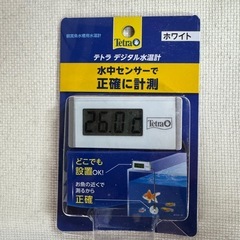 観賞魚水槽用水温計
Tetra
ホワイト
テトラ デジタル水温計
水中センサーで
正確に計測
26.0℃
Tetra
どこでも
設置OK!
お魚の近くで
測るから
正確